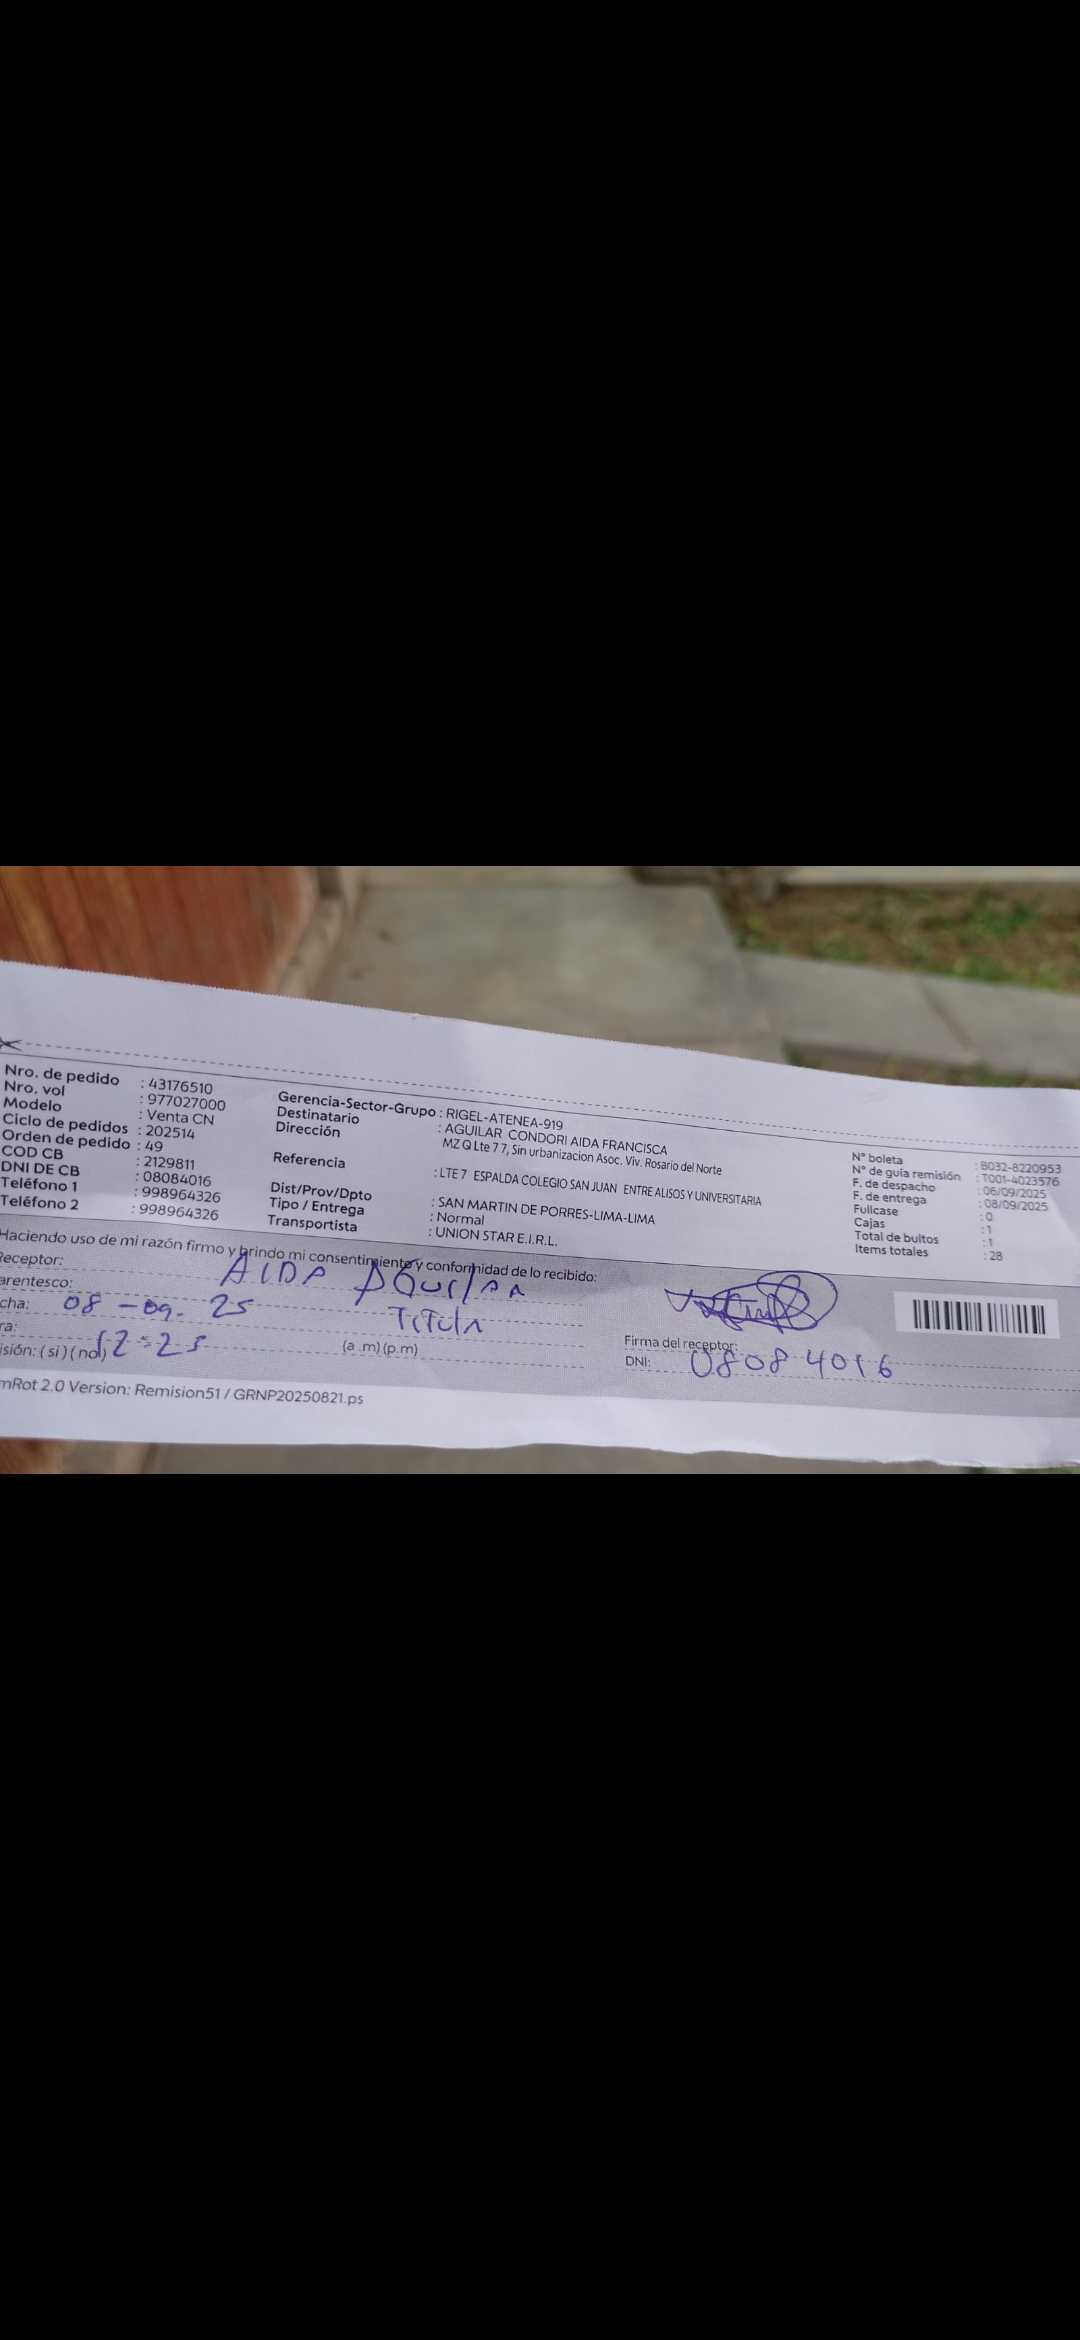 Nro. de pedido : 43176510
Nro. vol : 977027000
Modelo : Venta CN
Ciclo de pedidos : 202514
Orden de pedido : 49
COD CB : 2129811
DNI DE CB : 08084016
Teléfono 1 : 998964326
Teléfono 2 : 998964326
Gerencia-Sector-Grupo : RIGEL-ATENEA-919
Destinatario : AGUILAR CONDORI AIDA FRANCISCA
Dirección MZ Q Lte 7 7, Sin urbanizacion Asoc. Viv. Rosario del Norte
Referencia : LTE 7 ESPALDA COLEGIO SAN JUAN ENTRE ALISOS Y UNIVERSITARIA
Dist/Prov/Dpto : SAN MARTIN DE PORRES-LIMA-LIMA
Tipo / Entrega : Normal
Transportista : UNION STAR E.I.R.L.
N° boleta : B032-8220953
N° de guía remisión : T001-4023576
F. de despacho : 06/09/2025
F. de entrega : 08/09/2025
Fullcase : 0
Cajas : 1
Total de bultos : 1
Items totales : 28
Haciendo uso de mi razón firmo y brindo mi consentimiento y conformidad de lo recibido:
Receptor: AIDA AGuilAR
arentesco: TiTulA
cha: 08-09-25
ra: 12:25 (a .m) (p.m)
isión: ( si ) ( no )
Firma del receptor:
DNI: 08084016
mRot 2.0 Version: Remision51 / GRNP20250821.ps